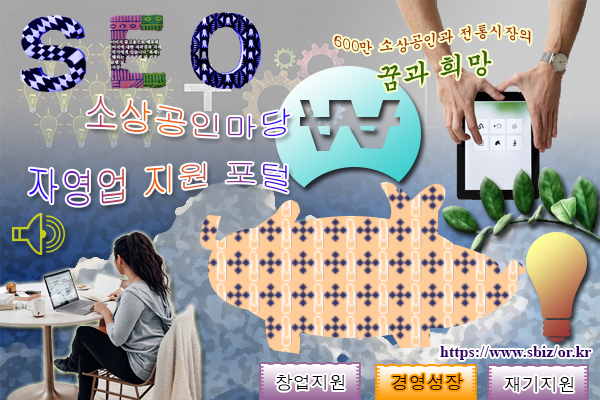 SEO
600만 소상공인과 전통시장의
꿈과 희망
소상공인마당
자영업 지원 포털
https://www.sbiz/or.kr
창업지원
경영성장
재기지원